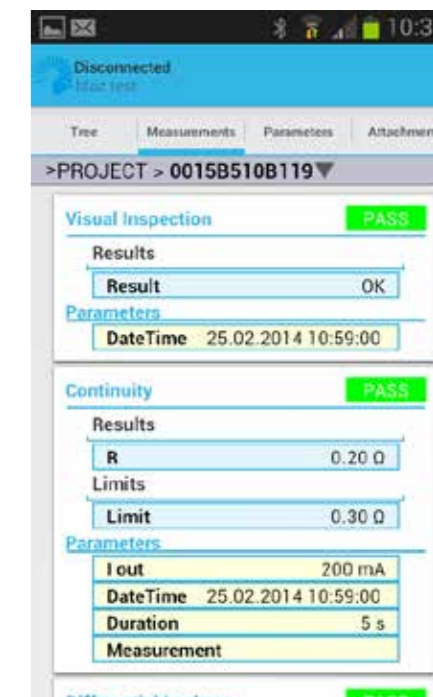 10:3
Disconnected
Tree Measurements Parameters Attachmen
>PROJECT > 0015B510B119▼
Visual Inspection PASS
Results
Result OK
Parameters
DateTime 25.02.2014 10:59:00
Continuity PASS
Results
R 0.20 Ω
Limits
Limit 0.30 Ω
Parameters
I out 200 mA
DateTime 25.02.2014 10:59:00
Duration 5 s
Measurement